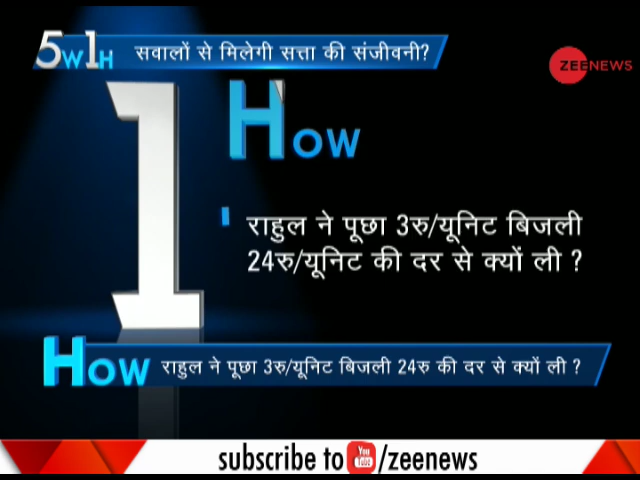 5W1H सवालों से मिलेगी सत्ता की संजीवनी?
ZEENEWS
1 How
राहुल ने पूछा 3रु/यूनिट बिजली
24रु/यूनिट की दर से क्यों ली ?
How राहुल ने पूछा 3रु/यूनिट बिजली 24रु की दर से क्यों ली ?
subscribe to You Tube /zeenews